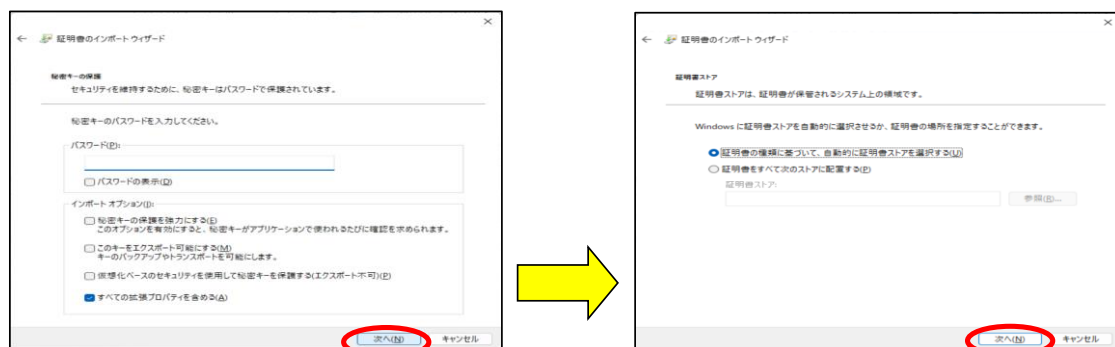 証明書のインポート ウィザード
秘密キーの保護
セキュリティを維持するために、秘密キーはパスワードで保護されています。
秘密キーのパスワードを入力してください。
パスワード(P):
パスワードの表示(D)
インポート オプション(I):
秘密キーの保護を強力にする(E)
このオプションを有効にすると、秘密キーがアプリケーションで使われるたびに確認を求められます。
このキーをエクスポート可能にする(M)
キーのバックアップやトランスポートを可能にします。
仮想化ベースのセキュリティを使用して秘密キーを保護する(エクスポート不可)(P)
すべての拡張プロパティを含める(A)
次へ(N)
キャンセル
証明書のインポート ウィザード
証明書ストア
証明書ストアは、証明書が保管されるシステム上の領域です。
Windows に証明書ストアを自動的に選択させるか、証明書の場所を指定することができます。
証明書の種類に基づいて、自動的に証明書ストアを選択する(U)
証明書をすべて次のストアに配置する(P)
証明書ストア:
参照(R)...
次へ(N)
キャンセル